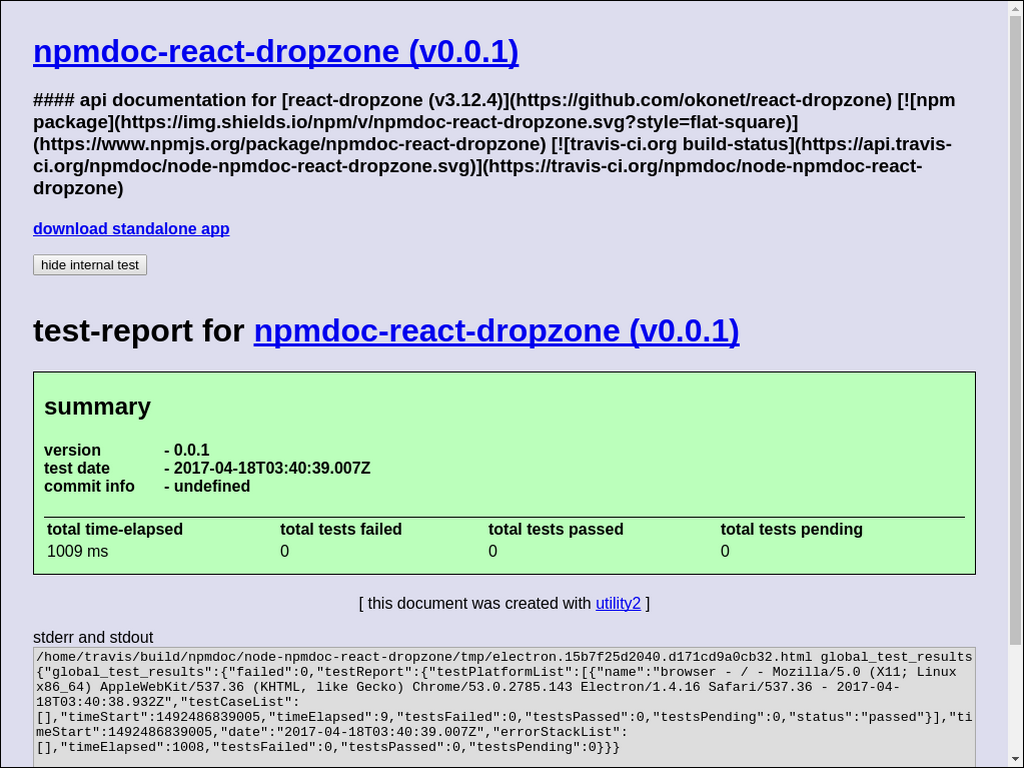 npmdoc-react-dropzone (v0.0.1)
#### api documentation for [react-dropzone (v3.12.4)](https://github.com/okonet/react-dropzone) [![npm
package](https://img.shields.io/npm/v/npmdoc-react-dropzone.svg?style=flat-square)]
(https://www.npmjs.org/package/npmdoc-react-dropzone) [![travis-ci.org build-status](https://api.travis-
ci.org/npmdoc/node-npmdoc-react-dropzone.svg)](https://travis-ci.org/npmdoc/node-npmdoc-react-
dropzone)
download standalone app
hide internal test
test-report for npmdoc-react-dropzone (v0.0.1)
summary
version - 0.0.1
test date - 2017-04-18T03:40:39.007Z
commit info - undefined
total time-elapsed total tests failed total tests passed total tests pending
1009 ms 0 0 0
[ this document was created with utility2 ]
stderr and stdout
/home/travis/build/npmdoc/node-npmdoc-react-dropzone/tmp/electron.15b7f25d2040.d171cd9a0cb32.html global_test_results
{"global_test_results":{"failed":0,"testReport":{"testPlatformList":[{"name":"browser - / - Mozilla/5.0 (X11; Linux
x86_64) AppleWebKit/537.36 (KHTML, like Gecko) Chrome/53.0.2785.143 Electron/1.4.16 Safari/537.36 - 2017-04-
18T03:40:38.932Z","testCaseList":
[],"timeStart":1492486839005,"timeElapsed":9,"testsFailed":0,"testsPassed":0,"testsPending":0,"status":"passed"}],"ti
meStart":1492486839005,"date":"2017-04-18T03:40:39.007Z","errorStackList":
[],"timeElapsed":1008,"testsFailed":0,"testsPassed":0,"testsPending":0}}}